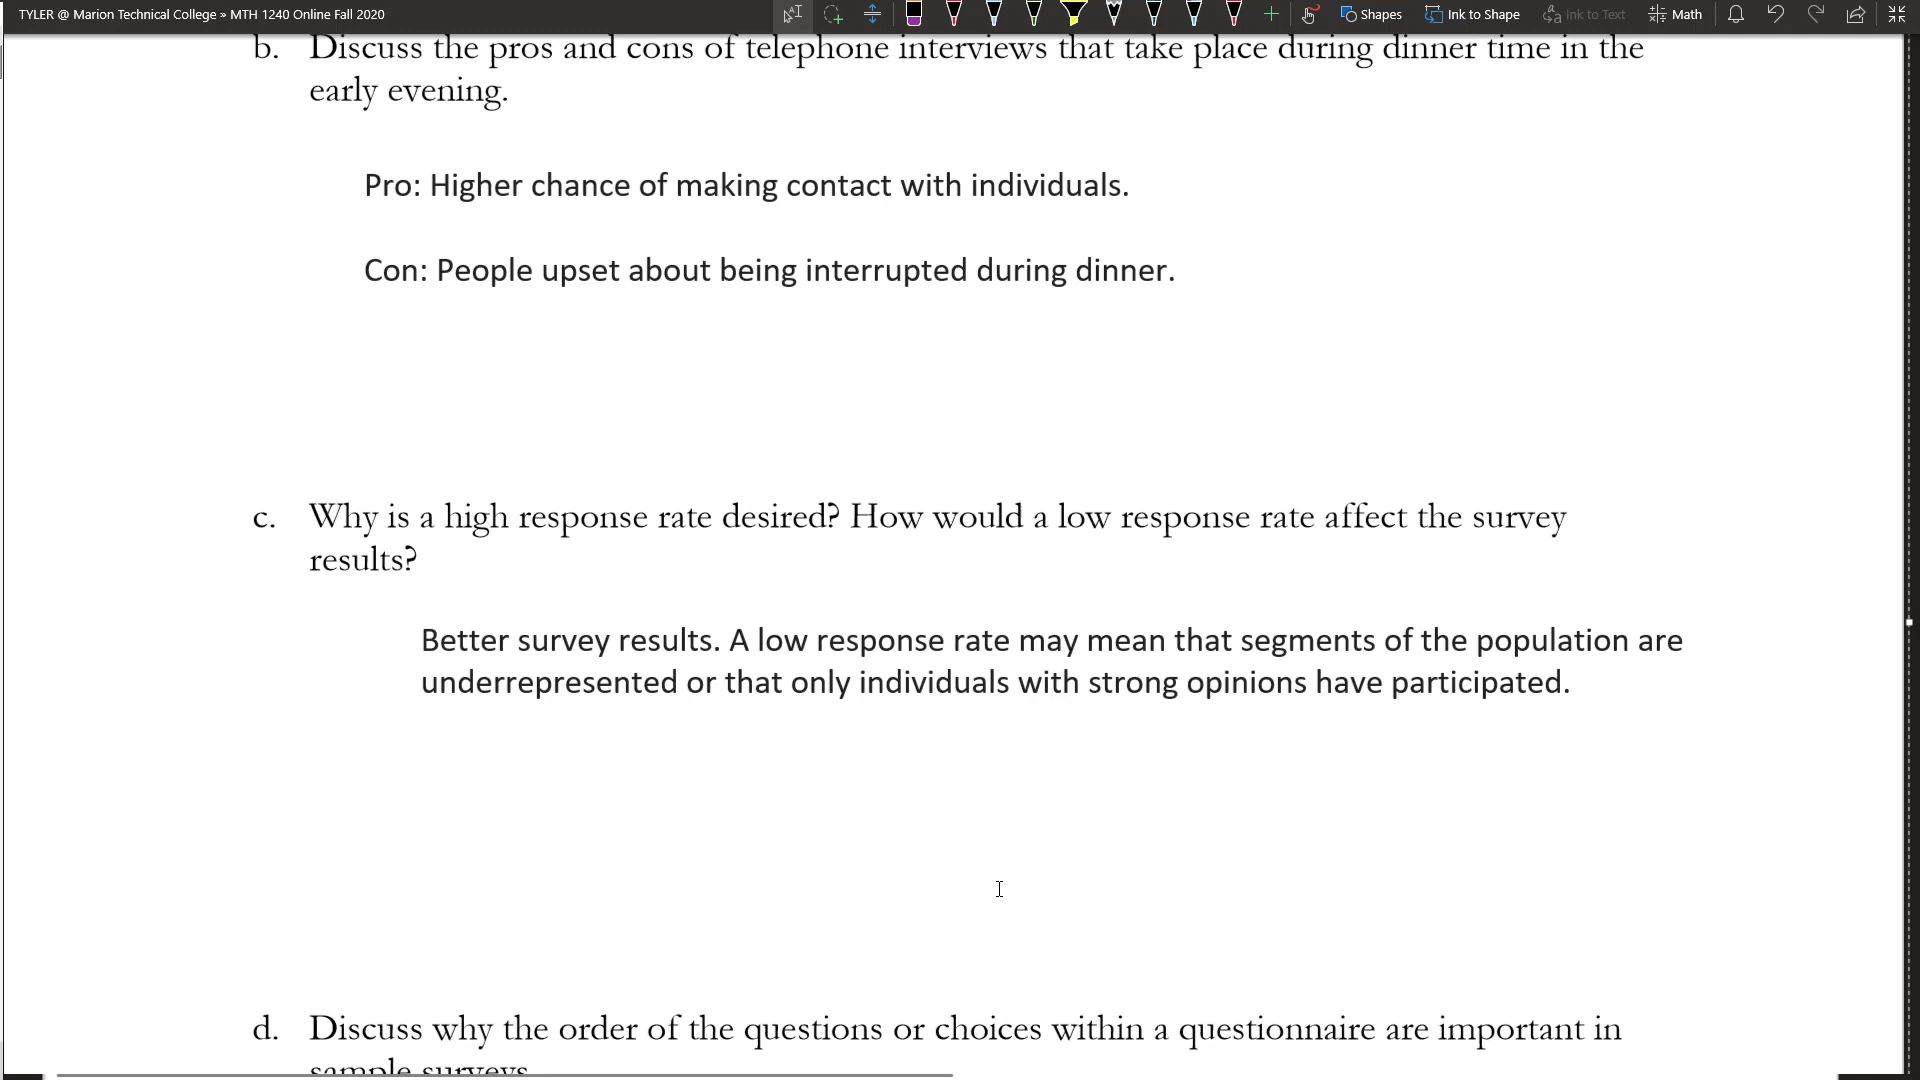 TYLER @ Marion Technical College » MTH 1240 Online Fall 2020
Shapes
Ink to Shape
Ink to Text
Math
b. Discuss the pros and cons of telephone interviews that take place during dinner time in the
early evening.
Pro: Higher chance of making contact with individuals.
Con: People upset about being interrupted during dinner.
c. Why is a high response rate desired? How would a low response rate affect the survey
results?
Better survey results. A low response rate may mean that segments of the population are
underrepresented or that only individuals with strong opinions have participated.
d. Discuss why the order of the questions or choices within a questionnaire are important in
sample surveys